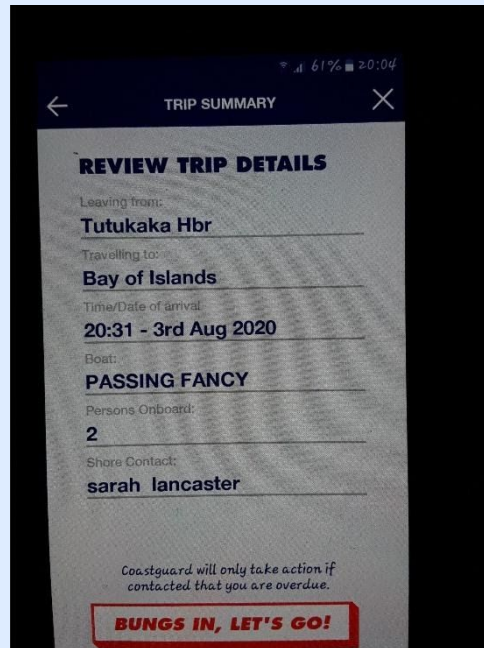 61% 20:04
TRIP SUMMARY
REVIEW TRIP DETAILS
Leaving from:
Tutukaka Hbr
Travelling to:
Bay of Islands
Time/Date of arrival
20:31 - 3rd Aug 2020
Boat:
PASSING FANCY
Persons Onboard:
2
Shore Contact:
sarah lancaster
Coastguard will only take action if
contacted that you are overdue.
BUNGS IN, LET'S GO!